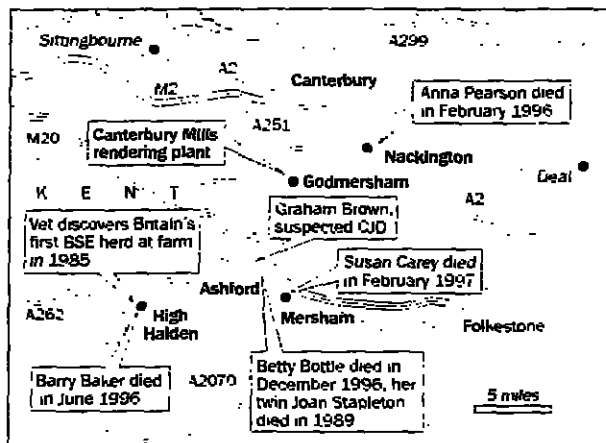 Sittingbourne
A299
A2
M2
Canterbury
Anna Pearson died
in February 1996
M20
Canterbury Mills
rendering plant
A251
Nackington
Deal
Godmersham
K E N T
A2
Graham Brown,
suspected CJD
Vet discovers Britain's
first BSE herd at farm
in 1985
Susan Carey died
in February 1997
Ashford
Mersham
A262
High
Halden
Folkestone
Barry Baker died
in June 1996
A2070
Betty Bottle died in
December 1996, her
twin Joan Stapleton
died in 1989
5 miles